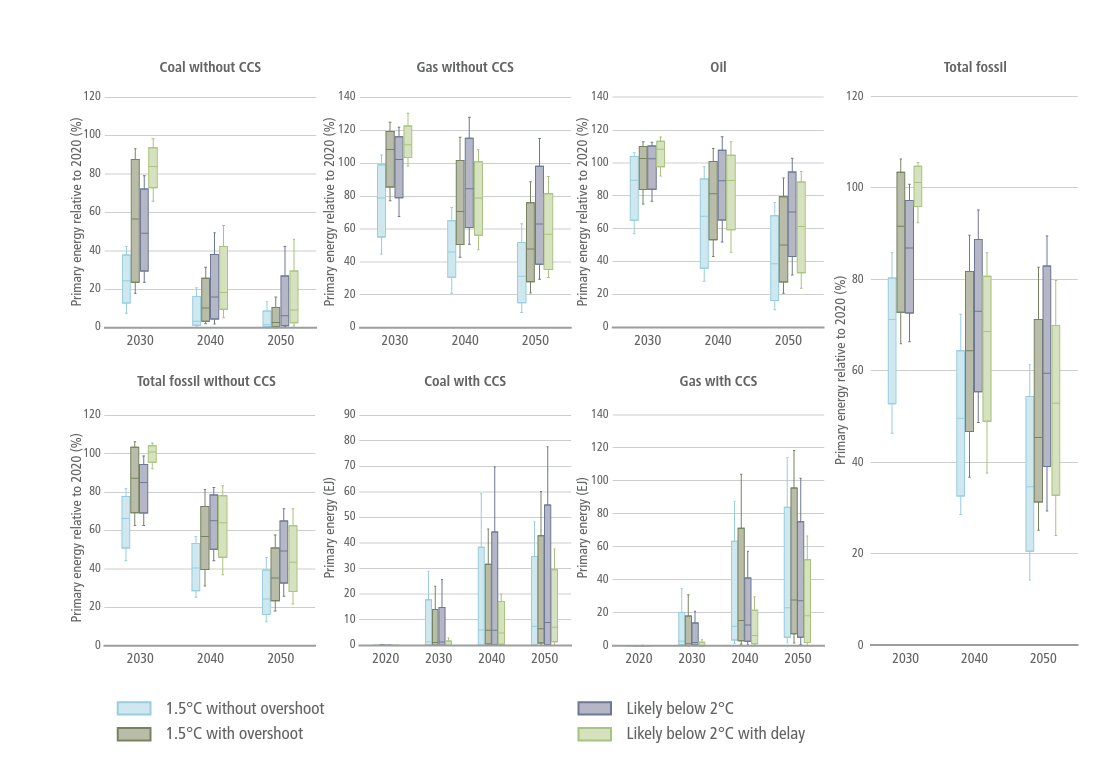 Coal without CCS
Primary energy relative to 2020 (%)
120
100
80
60
40
20
0
2030 2040 2050
Gas without CCS
Primary energy relative to 2020 (%)
140
120
100
80
60
40
20
0
2030 2040 2050
Oil
Primary energy relative to 2020 (%)
140
120
100
80
60
40
20
0
2030 2040 2050
Total fossil
Primary energy relative to 2020 (%)
120
100
80
60
40
20
0
2030 2040 2050
Total fossil without CCS
Primary energy relative to 2020 (%)
120
100
80
60
40
20
0
2030 2040 2050
Coal with CCS
Primary energy (EJ)
90
80
70
60
50
40
30
20
10
0
2020 2030 2040 2050
Gas with CCS
Primary energy (EJ)
140
120
100
80
60
40
20
0
2020 2030 2040 2050
1.5°C without overshoot
1.5°C with overshoot
Likely below 2°C
Likely below 2°C with delay